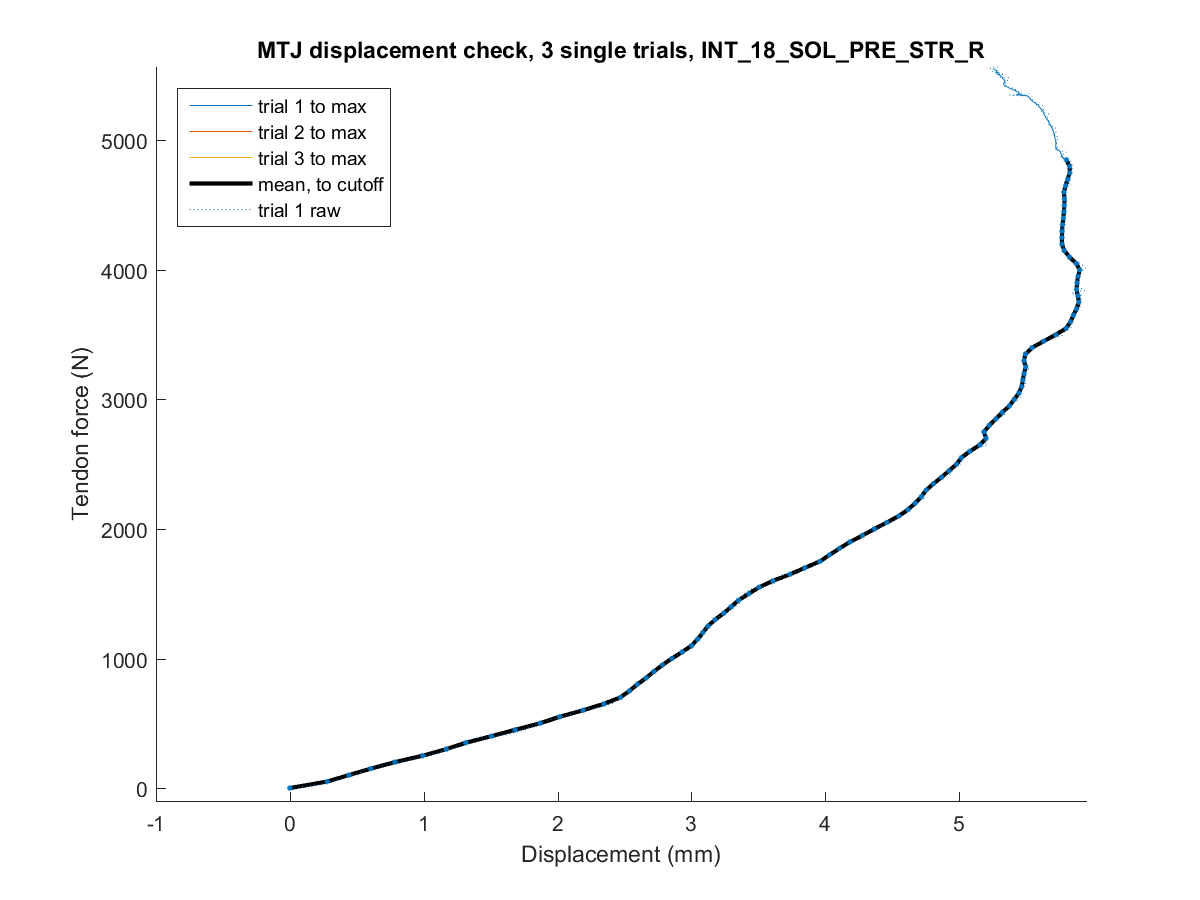 MTJ displacement check, 3 single trials, INT_18_SOL_PRE_STR_R
trial 1 to max
trial 2 to max
trial 3 to max
mean, to cutoff
trial 1 raw
5000
4000
3000
2000
1000
0
Tendon force (N)
-1 0 1 2 3 4 5
Displacement (mm)